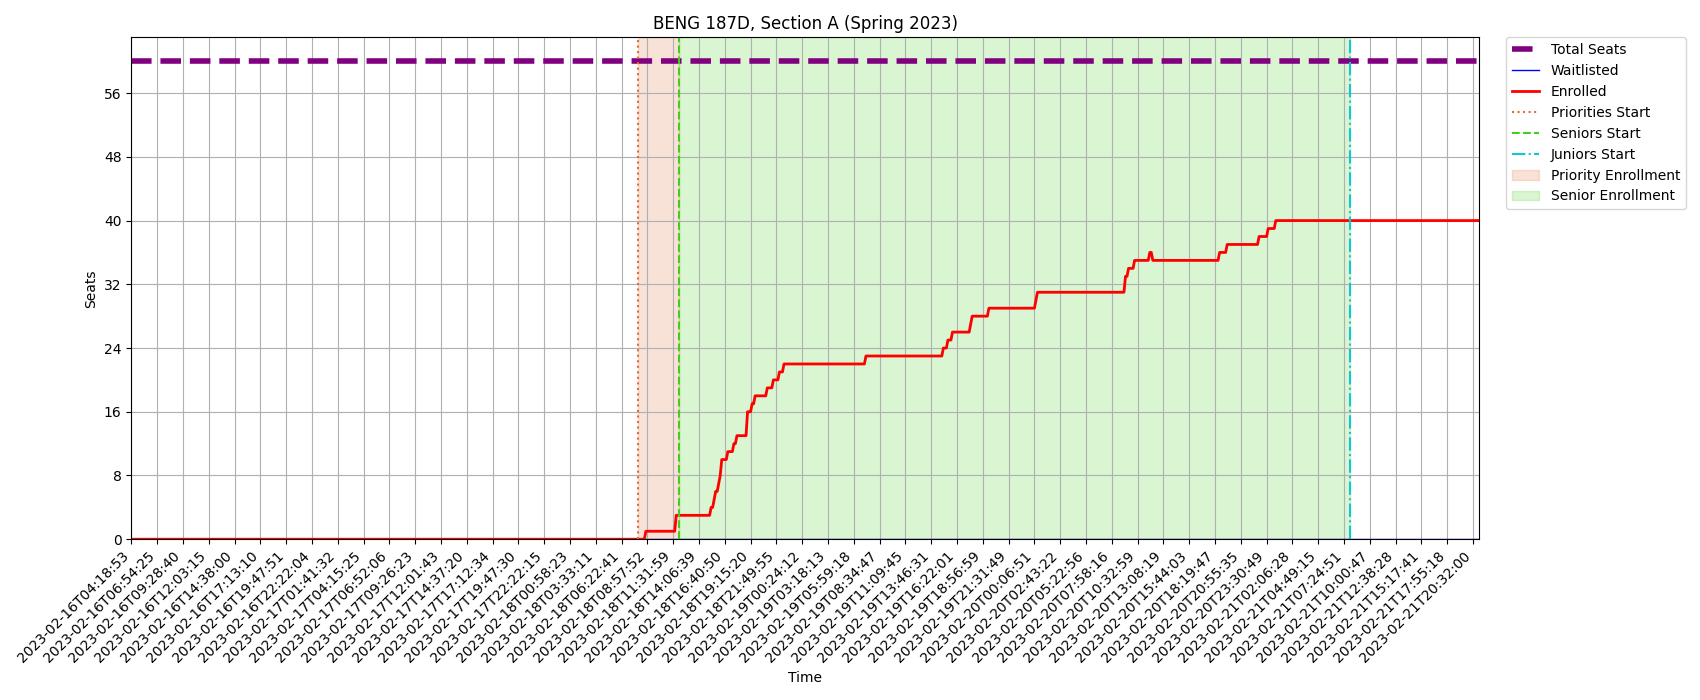 BENG 187D, Section A (Spring 2023)
Total Seats
Waitlisted
Enrolled
Priorities Start
Seniors Start
Juniors Start
Priority Enrollment
Senior Enrollment
Seats
56
48
40
32
24
16
8
0
2023-02-16T04:18:53
2023-02-16T06:54:25
2023-02-16T09:28:40
2023-02-16T12:03:15
2023-02-16T14:38:00
2023-02-16T17:13:10
2023-02-16T19:47:51
2023-02-16T22:22:04
2023-02-17T01:41:32
2023-02-17T04:15:25
2023-02-17T06:52:06
2023-02-17T09:26:23
2023-02-17T12:01:43
2023-02-17T14:37:20
2023-02-17T17:12:34
2023-02-17T19:47:30
2023-02-17T22:22:15
2023-02-18T00:58:23
2023-02-18T03:33:11
2023-02-18T06:22:41
2023-02-18T08:57:52
2023-02-18T11:31:59
2023-02-18T14:06:39
2023-02-18T16:40:50
2023-02-18T19:15:20
2023-02-18T21:49:55
2023-02-19T00:24:12
2023-02-19T03:18:13
2023-02-19T05:59:18
2023-02-19T08:34:47
2023-02-19T11:09:45
2023-02-19T13:46:31
2023-02-19T16:22:01
2023-02-19T18:56:59
2023-02-19T21:31:49
2023-02-20T00:06:51
2023-02-20T02:43:22
2023-02-20T05:22:56
2023-02-20T07:58:16
2023-02-20T10:32:59
2023-02-20T13:08:19
2023-02-20T15:44:03
2023-02-20T18:19:47
2023-02-20T20:55:35
2023-02-20T23:30:49
2023-02-21T02:06:28
2023-02-21T04:49:15
2023-02-21T07:24:51
2023-02-21T10:00:47
2023-02-21T12:38:28
2023-02-21T15:17:41
2023-02-21T17:55:18
2023-02-21T20:32:00
Time